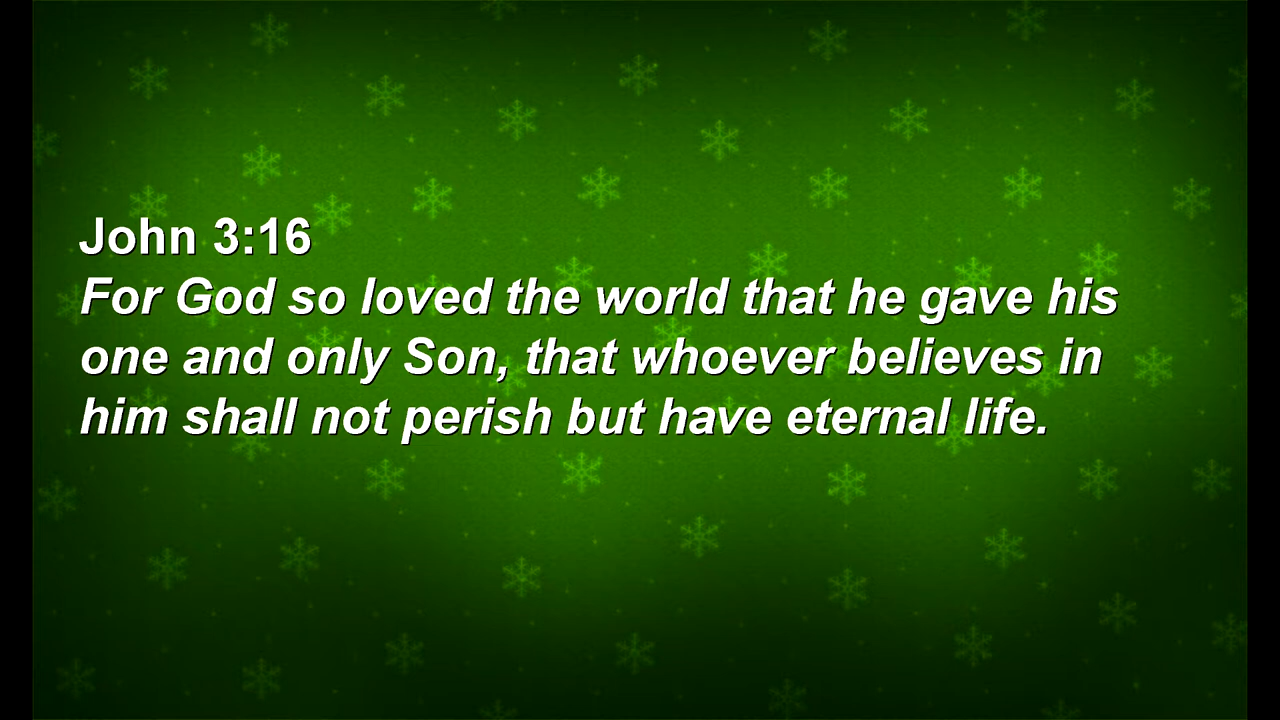 John 3:16
For God so loved the world that he gave his
one and only Son, that whoever believes in
him shall not perish but have eternal life.